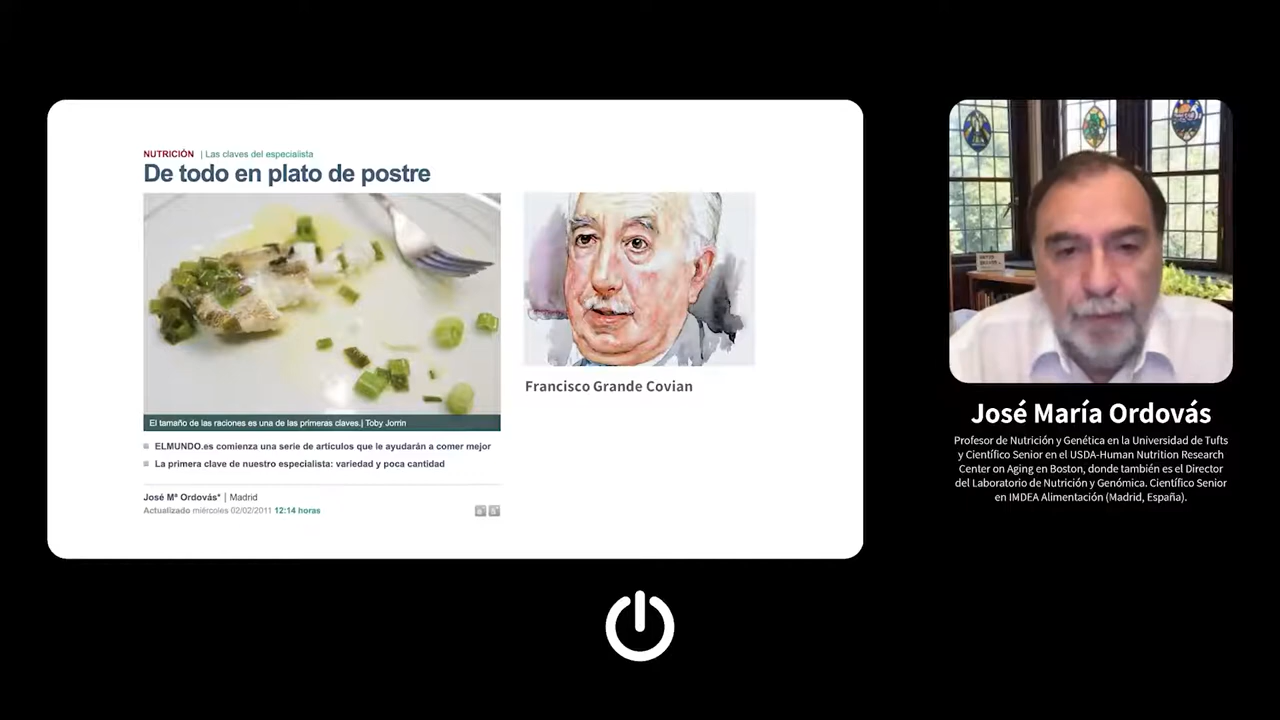 NUTRICIÓN | Las claves del especialista
De todo en plato de postre
El tamaño de las raciones es una de las primeras claves.| Toby Jorrin
ELMUNDO.es comienza una serie de artículos que le ayudarán a comer mejor
La primera clave de nuestro especialista: variedad y poca cantidad
José Mª Ordovás* | Madrid
Actualizado miércoles 02/02/2011 12:14 horas
Francisco Grande Covian
José María Ordovás
Profesor de Nutrición y Genética en la Universidad de Tufts
y Científico Senior en el USDA-Human Nutrition Research
Center on Aging en Boston, donde también es el Director
del Laboratorio de Nutrición y Genómica. Científico Senior
en IMDEA Alimentación (Madrid, España).